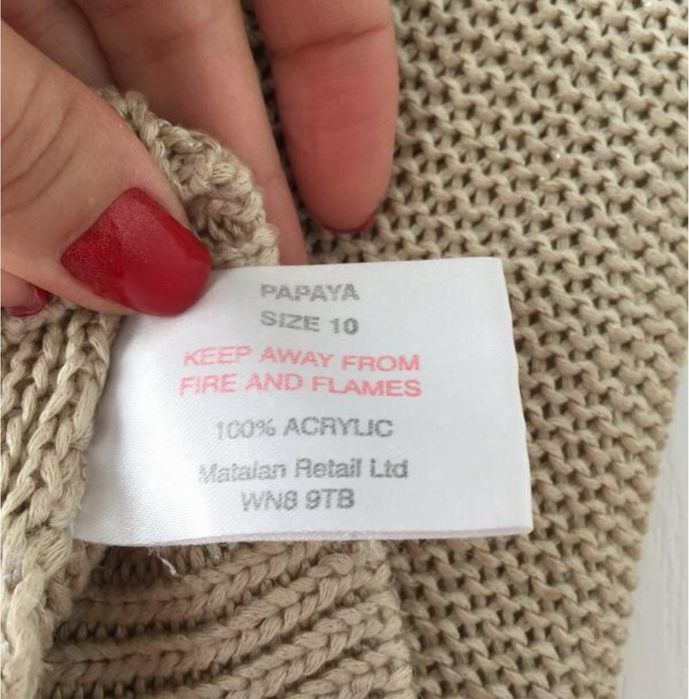 PAPAYA
SIZE 10
KEEP AWAY FROM
FIRE AND FLAMES
100% ACRYLIC
Matalan Retail Ltd
WN8 9TB